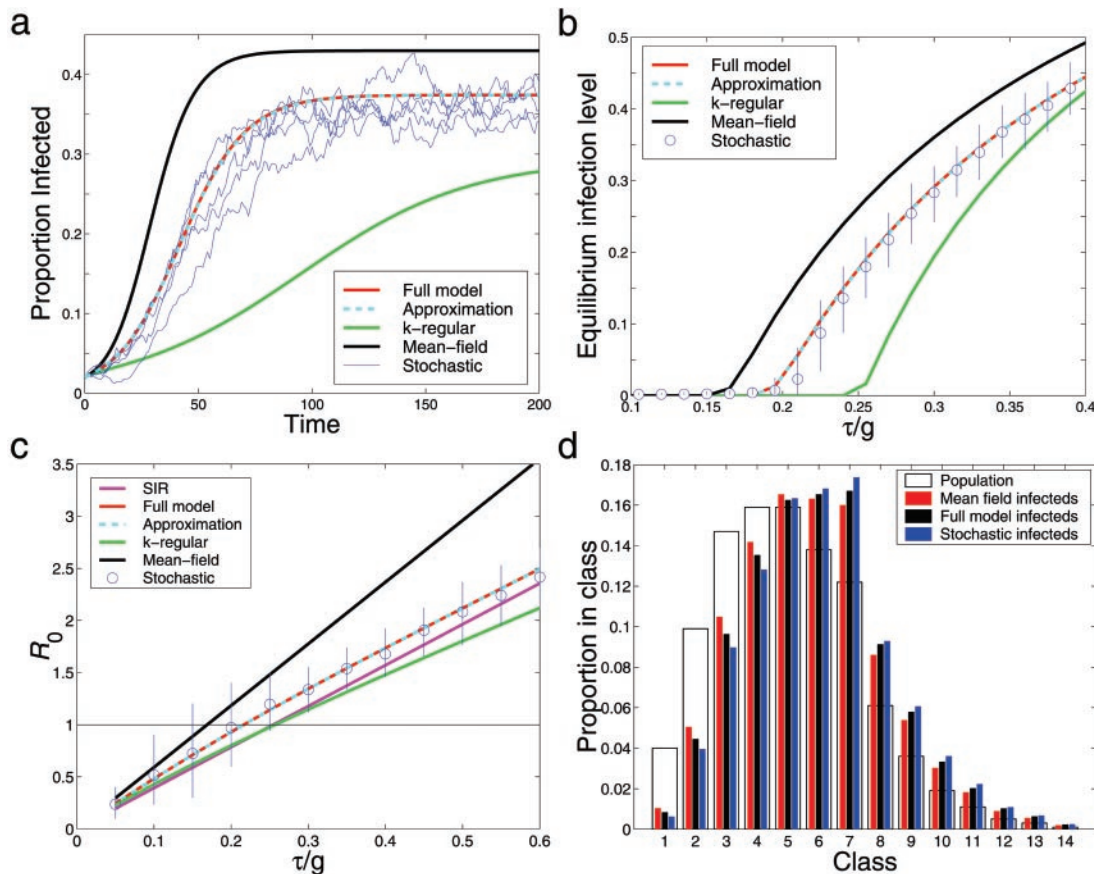 a
Proportion Infected
0.4
0.3
0.2
0.1
0
0
50
100
150
200
Time
Full model
Approximation
k-regular
Mean-field
Stochastic
b
Equilibrium infection level
0.5
0.4
0.3
0.2
0.1
0
0.1
0.15
0.2
0.25
0.3
0.35
0.4
τ/g
Full model
Approximation
k-regular
Mean-field
Stochastic
c
R0
3.5
3
2.5
2
1.5
1
0.5
0
0
0.1
0.2
0.3
0.4
0.5
0.6
τ/g
SIR
Full model
Approximation
k-regular
Mean-field
Stochastic
d
Proportion in class
0.18
0.16
0.14
0.12
0.10
0.08
0.06
0.04
0.02
0
1 2 3 4 5 6 7 8 9 10 11 12 13 14
Class
Population
Mean field infecteds
Full model infecteds
Stochastic infecteds